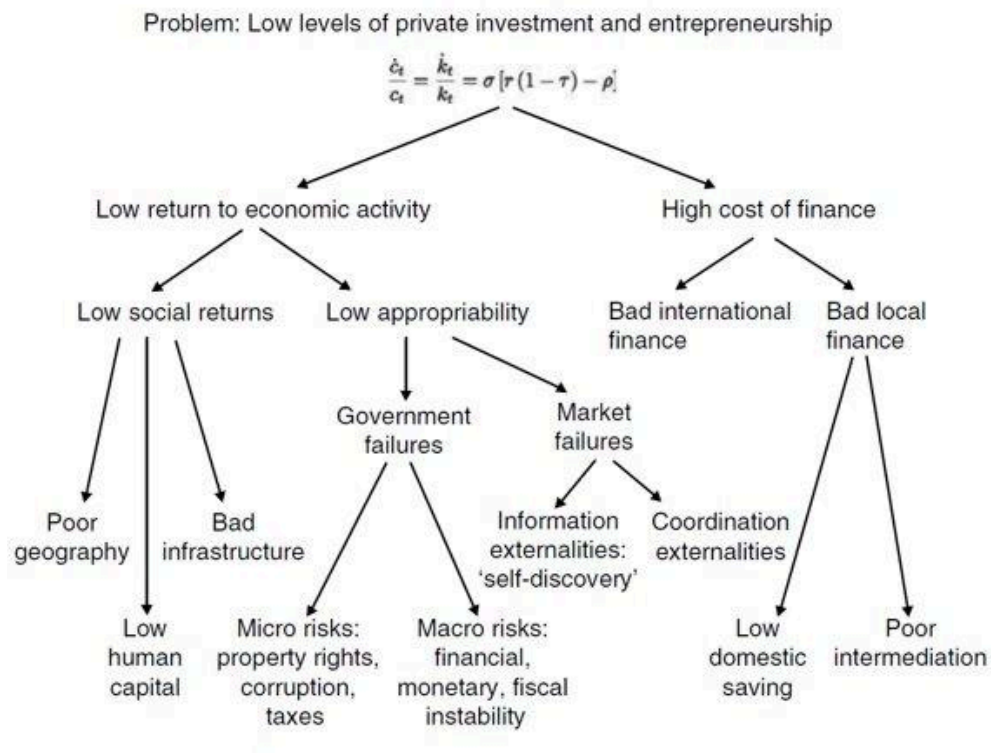 Problem: Low levels of private investment and entrepreneurship
ċₜ/cₜ = k̇ₜ/kₜ = σ [r (1 − τ) − ρ]
Low return to economic activity
High cost of finance
Low social returns
Low appropriability
Bad international
finance
Bad local
finance
Government
failures
Market
failures
Poor
geography
Bad
infrastructure
Information
externalities:
‘self-discovery’
Coordination
externalities
Low
human
capital
Micro risks:
property rights,
corruption,
taxes
Macro risks:
financial,
monetary, fiscal
instability
Low
domestic
saving
Poor
intermediation